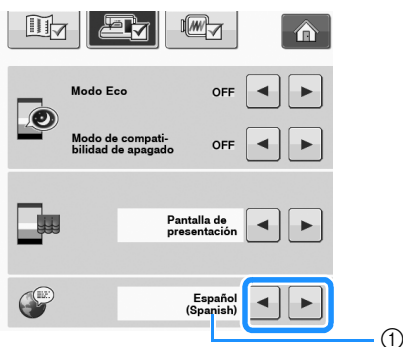 Modo Eco OFF
Modo de compati-
bilidad de apagado OFF
Pantalla de
presentación
Español
(Spanish)
①